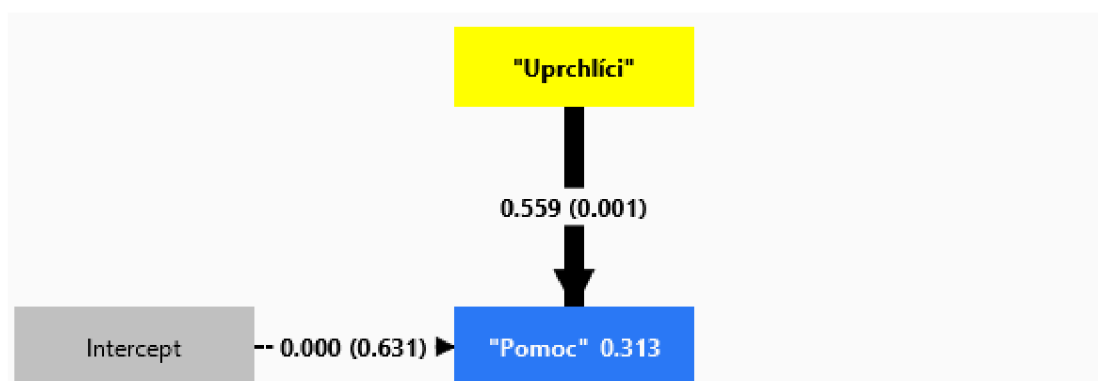 "Uprchlíci"
0.559 (0.001)
Intercept
0.000 (0.631)
"Pomoc" 0.313